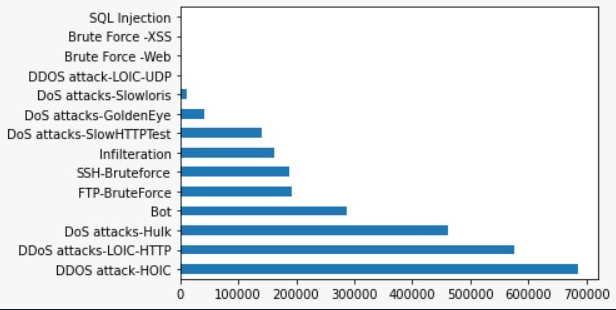 SQL Injection
Brute Force -XSS
Brute Force -Web
DDOS attack-LOIC-UDP
DoS attacks-Slowloris
DoS attacks-GoldenEye
DoS attacks-SlowHTTPTest
Infilteration
SSH-Bruteforce
FTP-BruteForce
Bot
DoS attacks-Hulk
DDoS attacks-LOIC-HTTP
DDOS attack-HOIC
0 100000 200000 300000 400000 500000 600000 700000